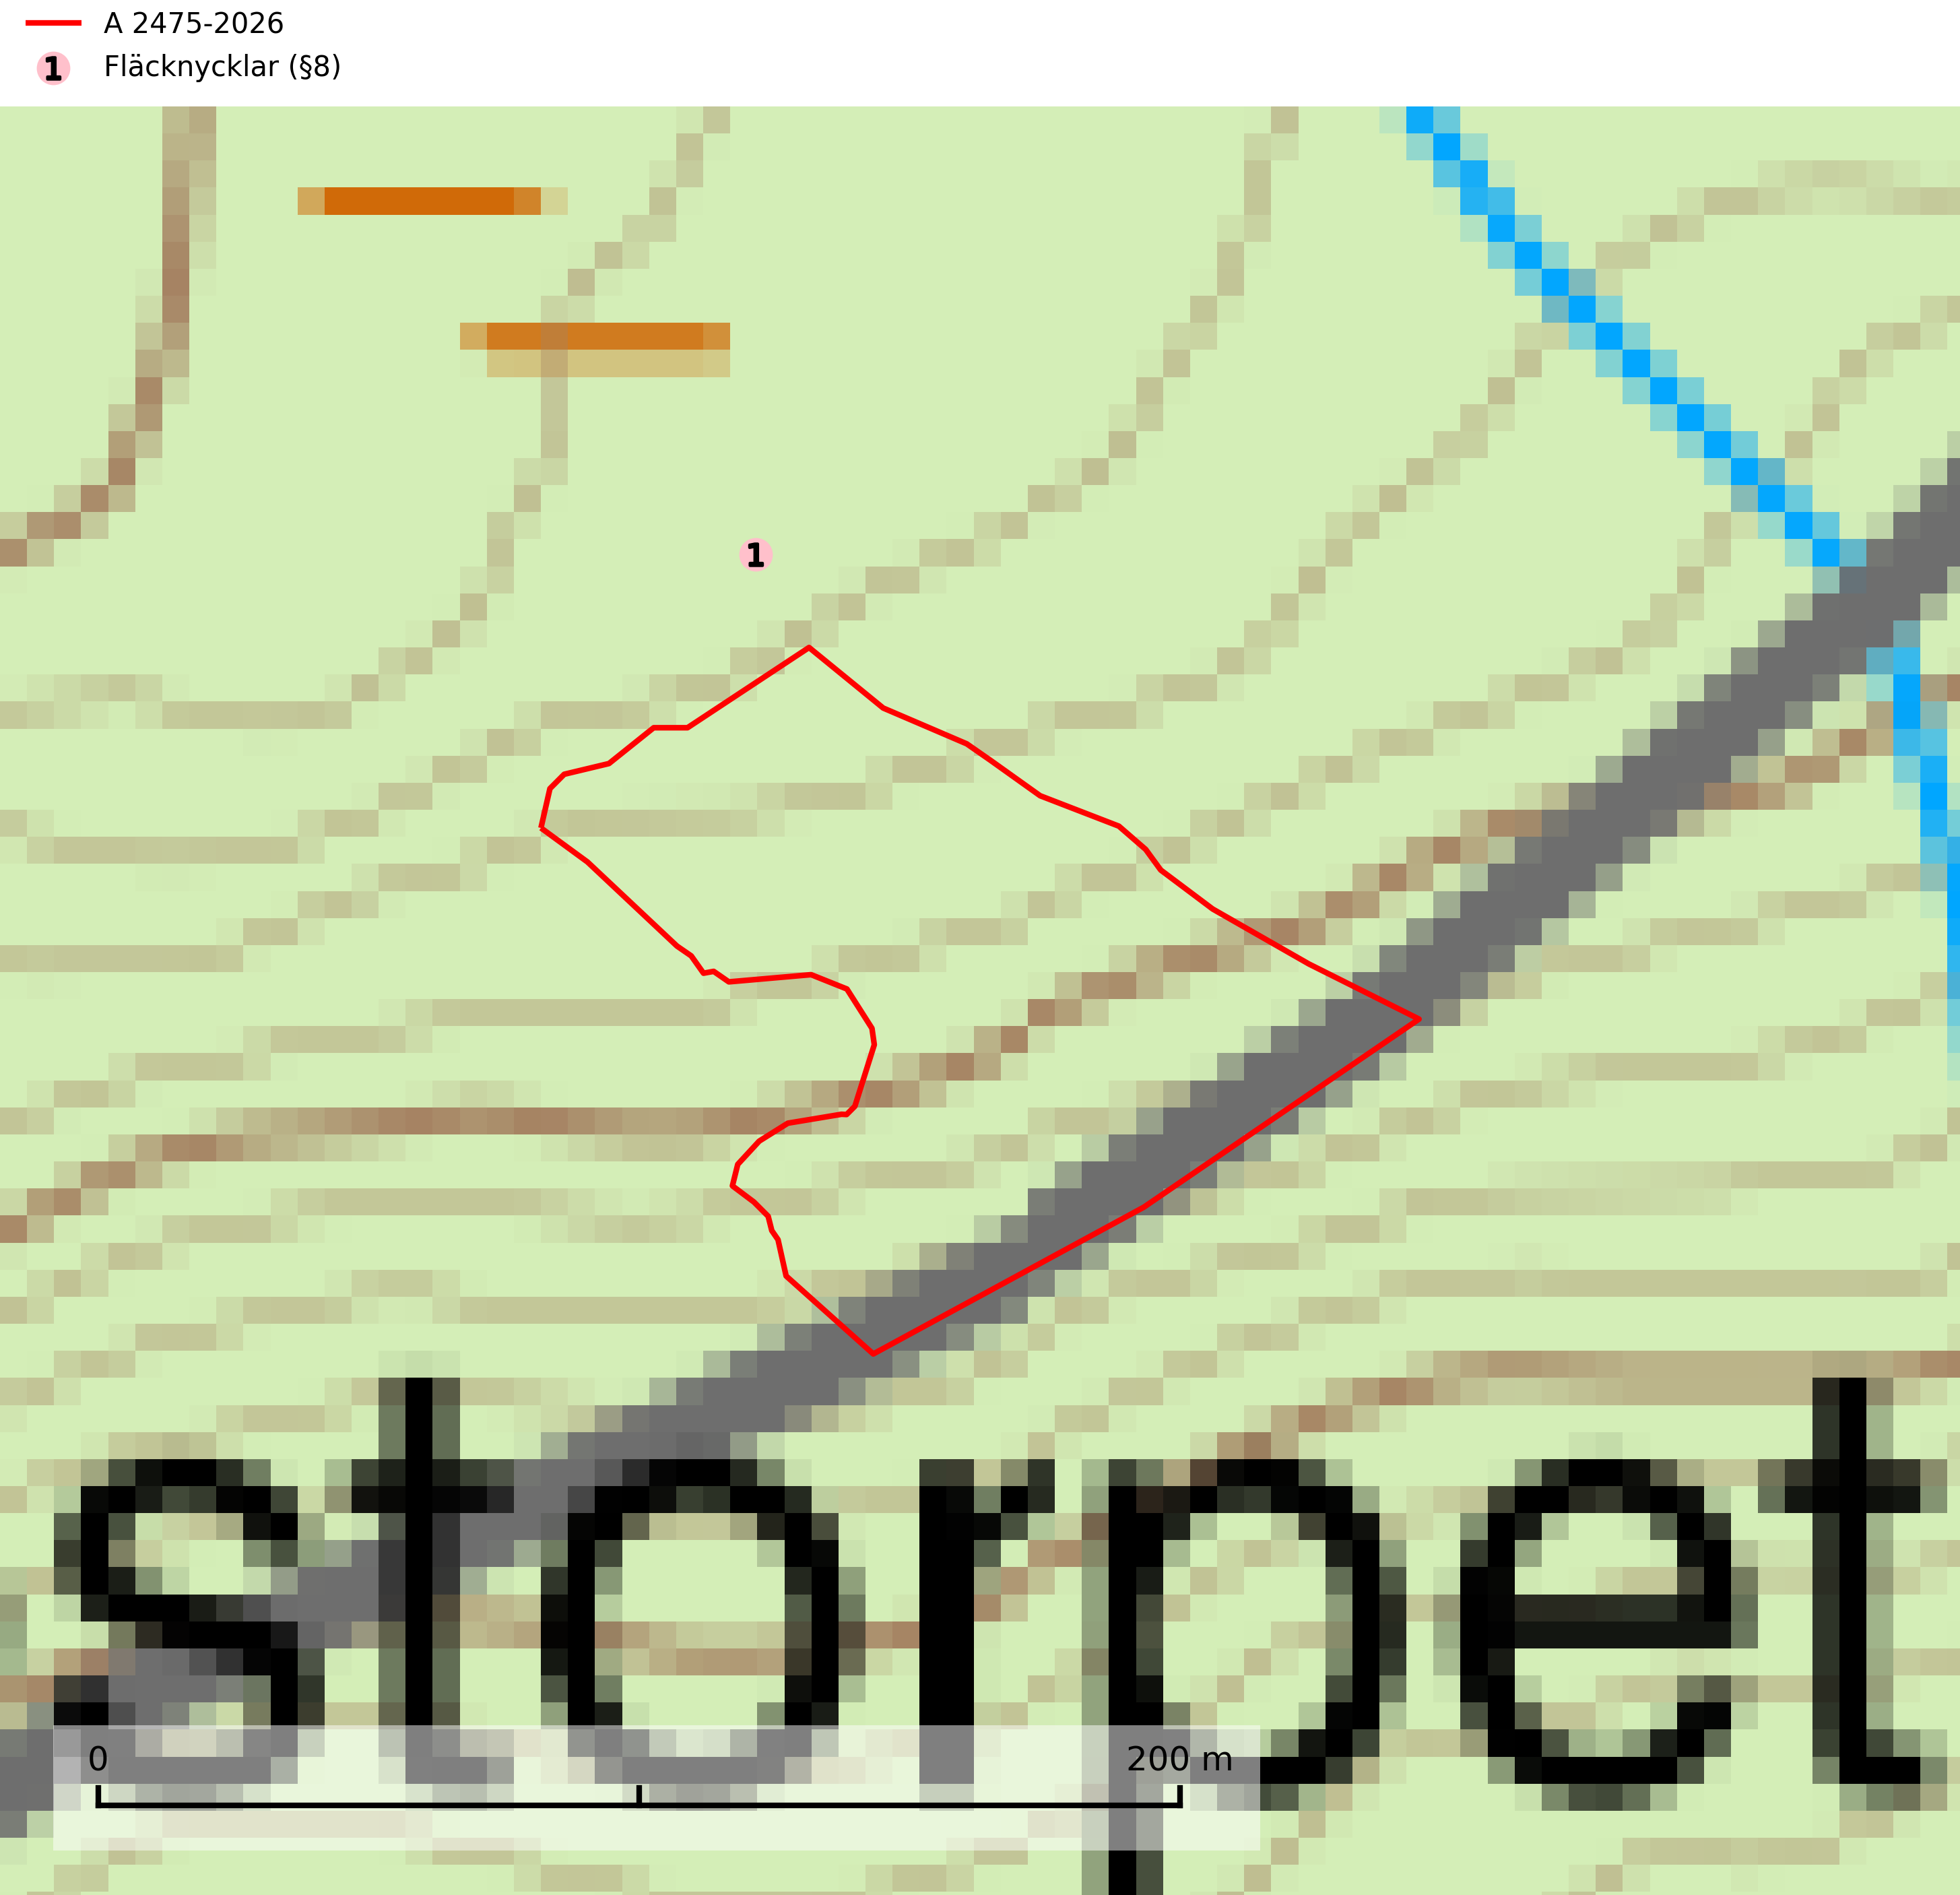 A 2475-2026
1 Fläcknycklar (§8)
1
storpet
0 200 m